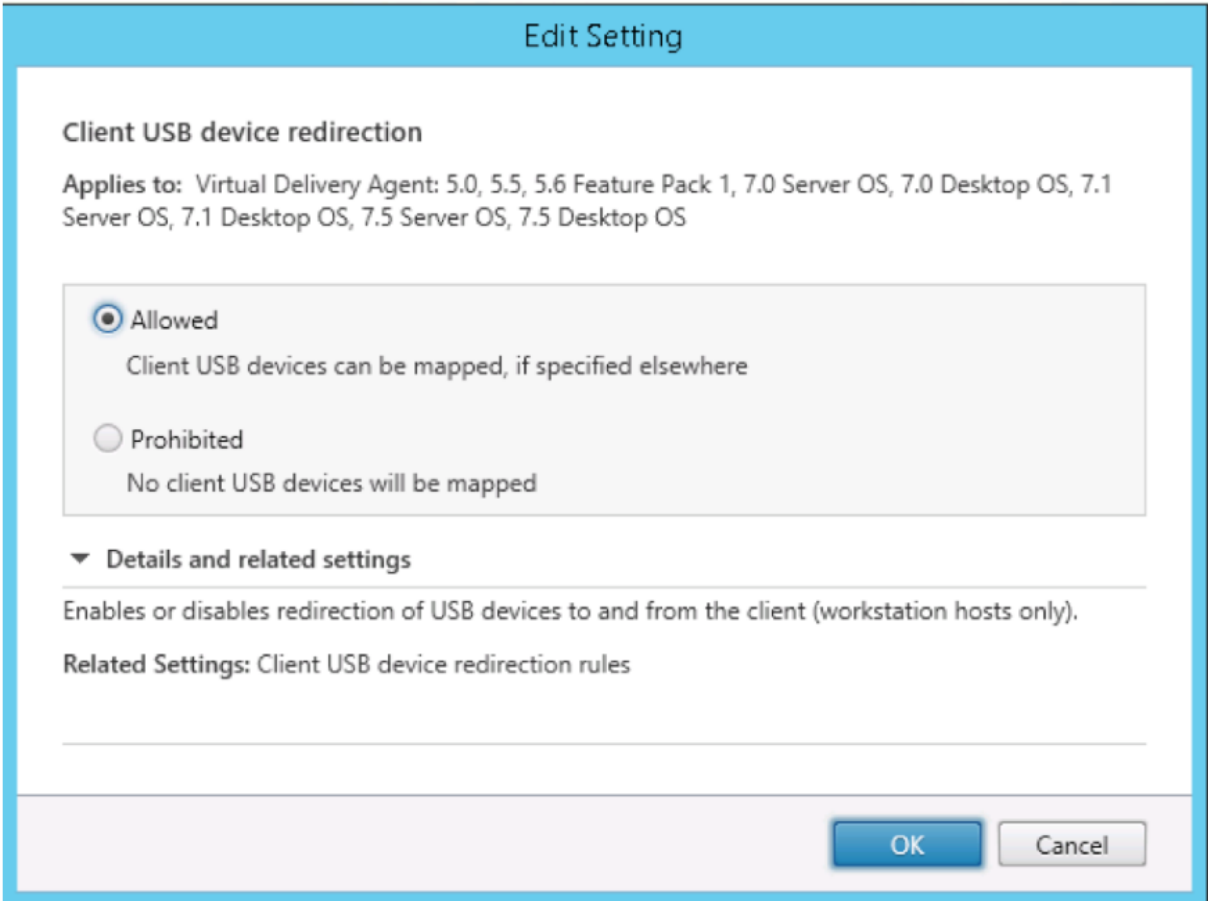 Edit Setting
Client USB device redirection
Applies to: Virtual Delivery Agent: 5.0, 5.5, 5.6 Feature Pack 1, 7.0 Server OS, 7.0 Desktop OS, 7.1
Server OS, 7.1 Desktop OS, 7.5 Server OS, 7.5 Desktop OS
Allowed
Client USB devices can be mapped, if specified elsewhere
Prohibited
No client USB devices will be mapped
Details and related settings
Enables or disables redirection of USB devices to and from the client (workstation hosts only).
Related Settings: Client USB device redirection rules
OK
Cancel